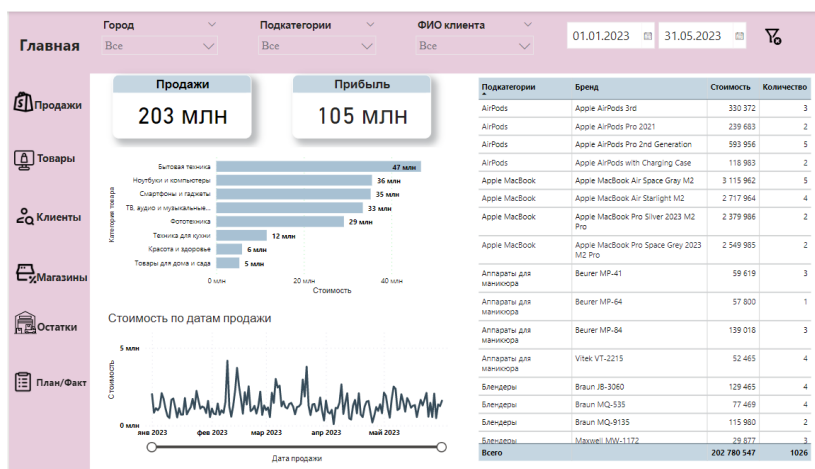 Главная
Город
Все
Подкатегории
Все
ФИО клиента
Все
01.01.2023
31.05.2023
Продажи
Товары
Клиенты
Магазины
Остатки
План/Факт
Продажи
203 млн
Прибыль
105 млн
Категория товара
Бытовая техника 47 млн
Ноутбуки и компьютеры 36 млн
Смартфоны и гаджеты 35 млн
ТВ, аудио и музыкальные... 33 млн
Фототехника 29 млн
Техника для кухни 12 млн
Красота и здоровье 6 млн
Товары для дома и сада 5 млн
0 млн 20 млн 40 млн
Стоимость
Стоимость по датам продажи
Стоимость
5 млн
0 млн
янв 2023 фев 2023 мар 2023 апр 2023 май 2023
Дата продажи
Подкатегории Бренд Стоимость Количество
AirPods Apple AirPods 3rd 330 372 3
AirPods Apple AirPods Pro 2021 239 683 2
AirPods Apple AirPods Pro 2nd Generation 593 956 5
AirPods Apple AirPods with Charging Case 118 983 2
Apple MacBook Apple MacBook Air Space Gray M2 3 115 962 5
Apple MacBook Apple MacBook Air Starlight M2 2 717 964 4
Apple MacBook Apple MacBook Pro Silver 2023 M2 2 379 986 2
Pro
Apple MacBook Apple MacBook Pro Space Grey 2023 2 549 985 2
M2 Pro
Аппараты для Beurer MP-41 59 619 3
маникюра
Аппараты для Beurer MP-64 57 800 1
маникюра
Аппараты для Beurer MP-84 139 018 3
маникюра
Аппараты для Vitek VT-2215 52 465 4
маникюра
Блендеры Braun JB-3060 129 465 4
Блендеры Braun MQ-535 77 469 4
Блендеры Braun MQ-9135 115 980 2
Блендеры Maxwell MW-1172 29 877 3
Всего 202 780 547 1026